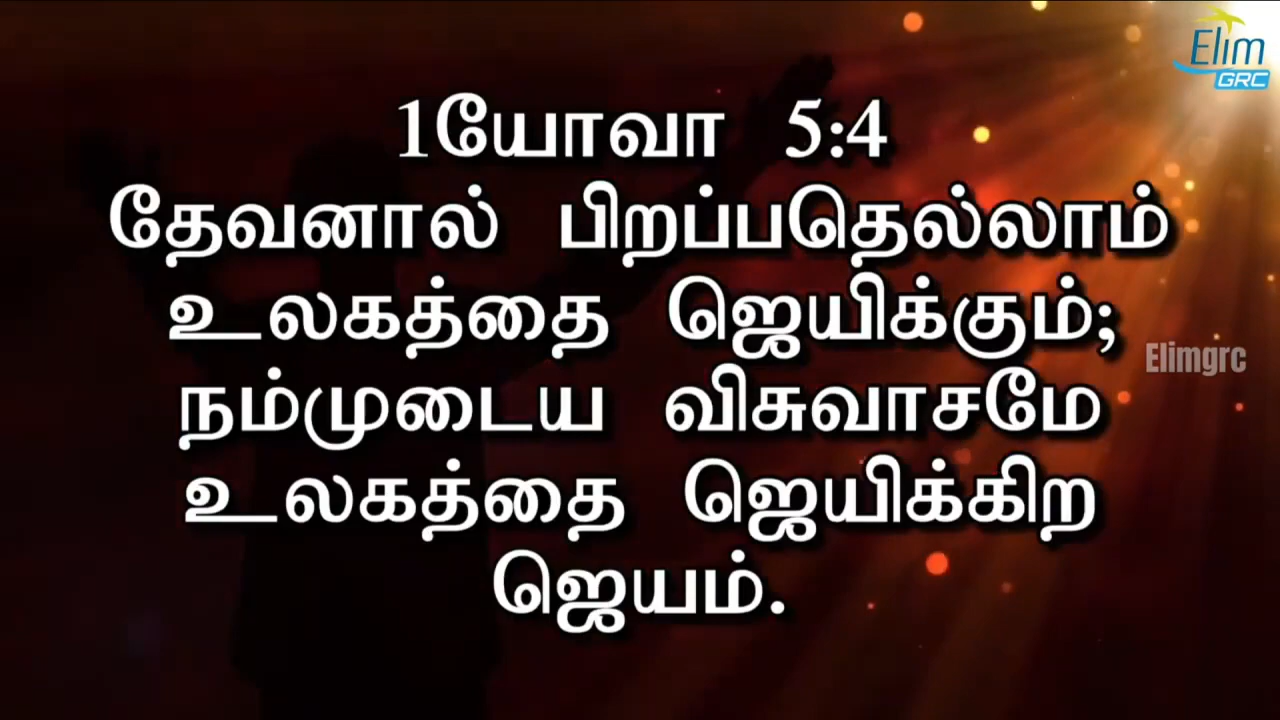 Elim
GRC
1யோவா 5:4
தேவனால் பிறப்பதெல்லாம்
உலகத்தை ஜெயிக்கும்;
Elimgrc
நம்முடைய விசுவாசமே
உலகத்தை ஜெயிக்கிற
ஜெயம்.